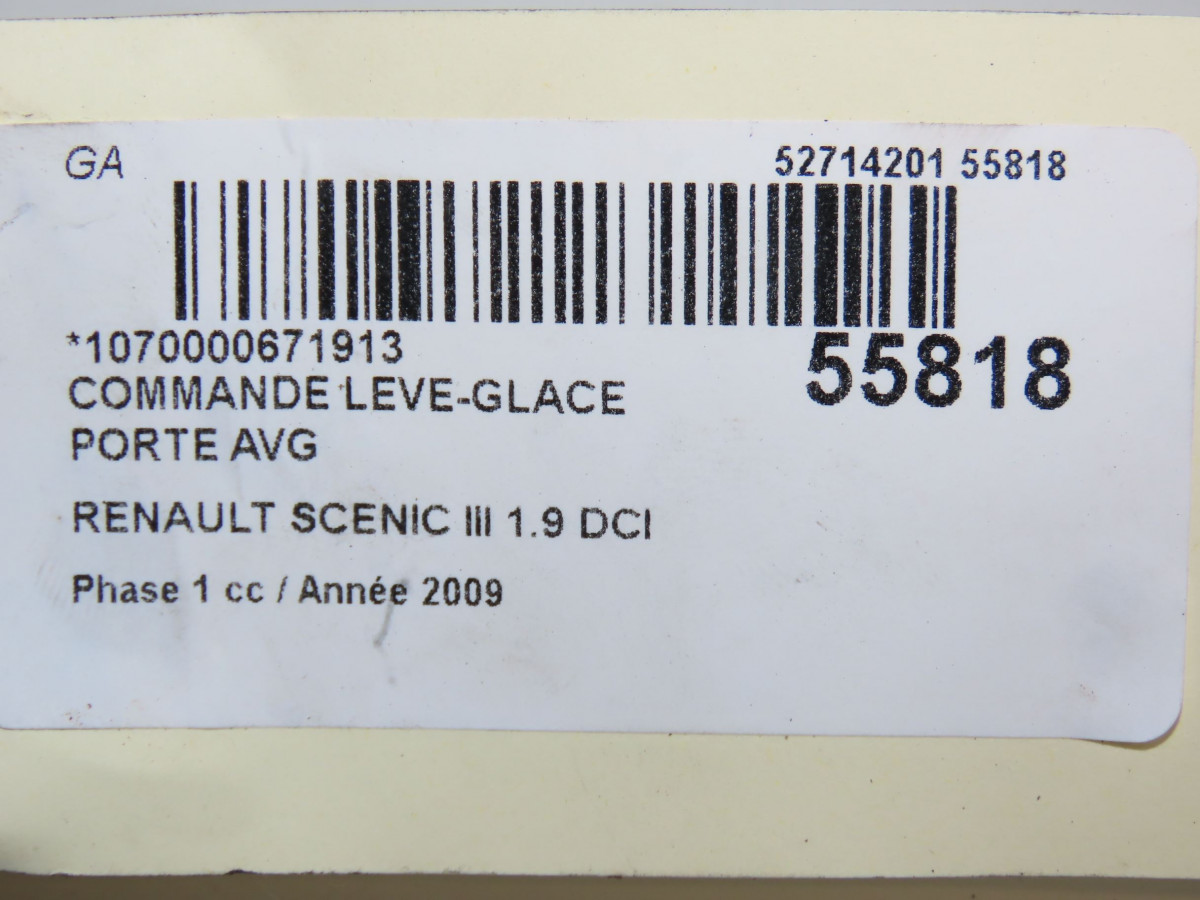 GA 52714201 55818
*1070000671913
55818
COMMANDE LEVE-GLACE
PORTE AVG
RENAULT SCENIC III 1.9 DCI
Phase 1 cc / Année 2009